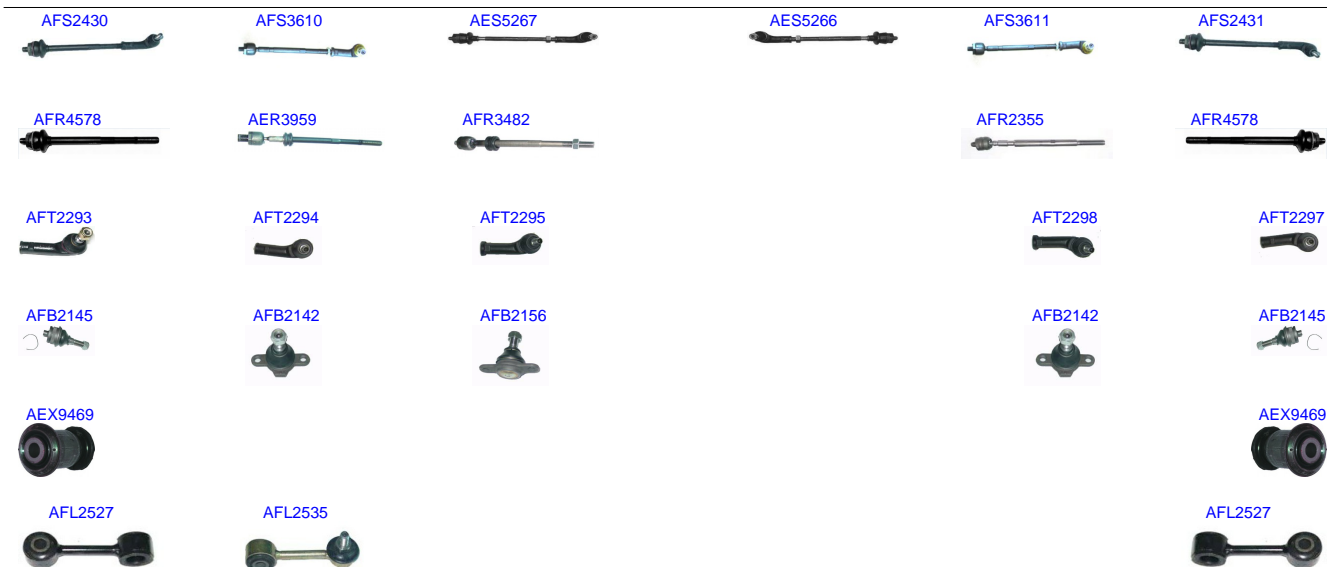 AFS2430 AFS3610 AES5267 AES5266 AFS3611 AFS2431
AFR4578 AER3959 AFR3482 AFR2355 AFR4578
AFT2293 AFT2294 AFT2295 AFT2298 AFT2297
AFB2145 AFB2142 AFB2156 AFB2142 AFB2145
AEX9469 AEX9469
AFL2527 AFL2535 AFL2527